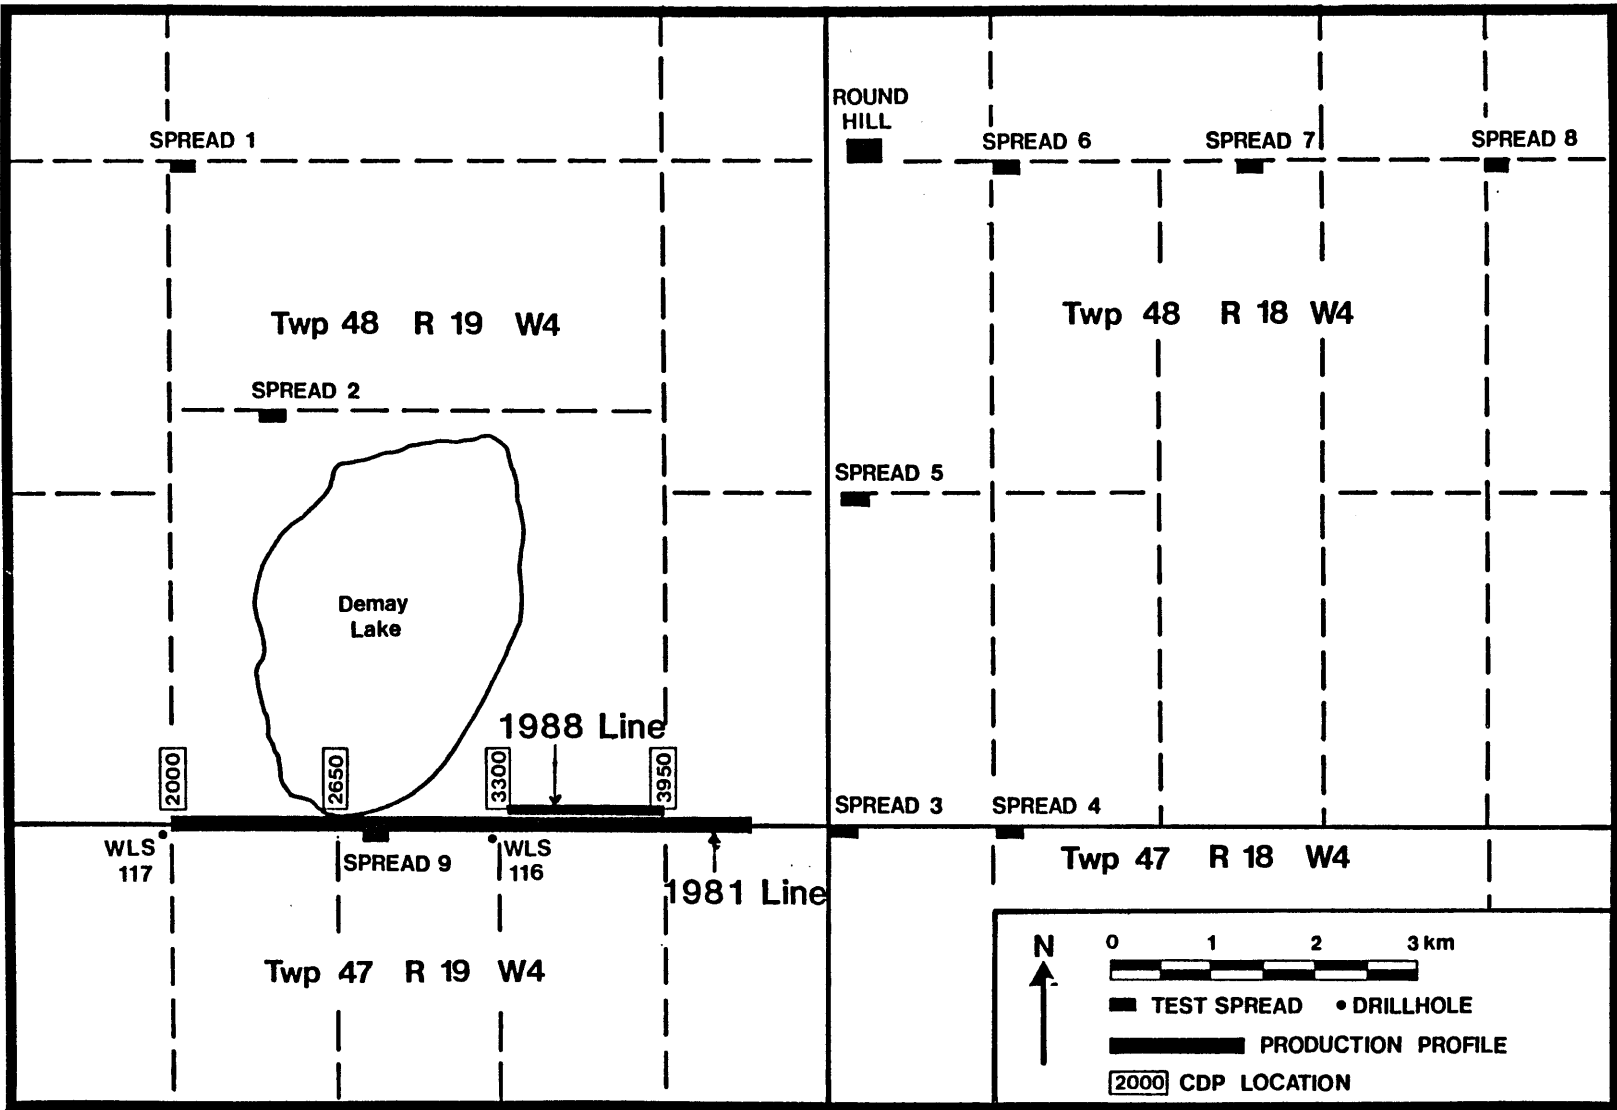 ROUND
HILL
SPREAD 1
SPREAD 6
SPREAD 7
SPREAD 8
Twp 48 R 19 W4
Twp 48 R 18 W4
SPREAD 2
SPREAD 5
Demay
Lake
1988 Line
2000
2650
3300
3950
SPREAD 3
SPREAD 4
WLS
117
SPREAD 9
WLS
116
1981 Line
Twp 47 R 18 W4
Twp 47 R 19 W4
N
0 1 2 3 km
TEST SPREAD
DRILLHOLE
PRODUCTION PROFILE
2000 CDP LOCATION